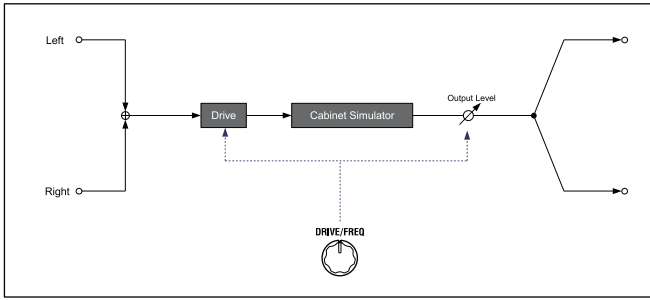 Left
Output Level
Drive
Cabinet Simulator
Right
DRIVE/FREQ